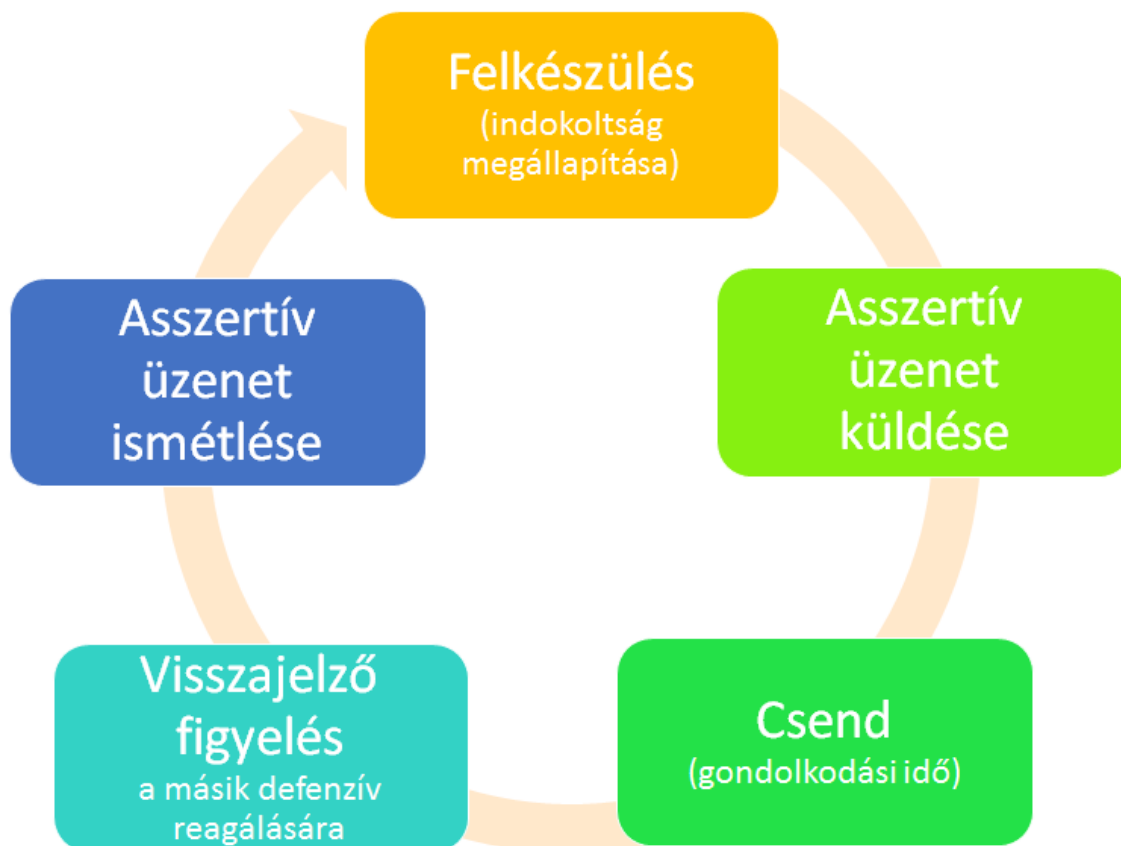 Felkészülés
(indokoltság
megállapítása)
Asszertív
üzenet
küldése
Csend
(gondolkodási idő)
Visszajelző
figyelés
a másik defenzív
reagálására
Asszertív
üzenet
ismétlése